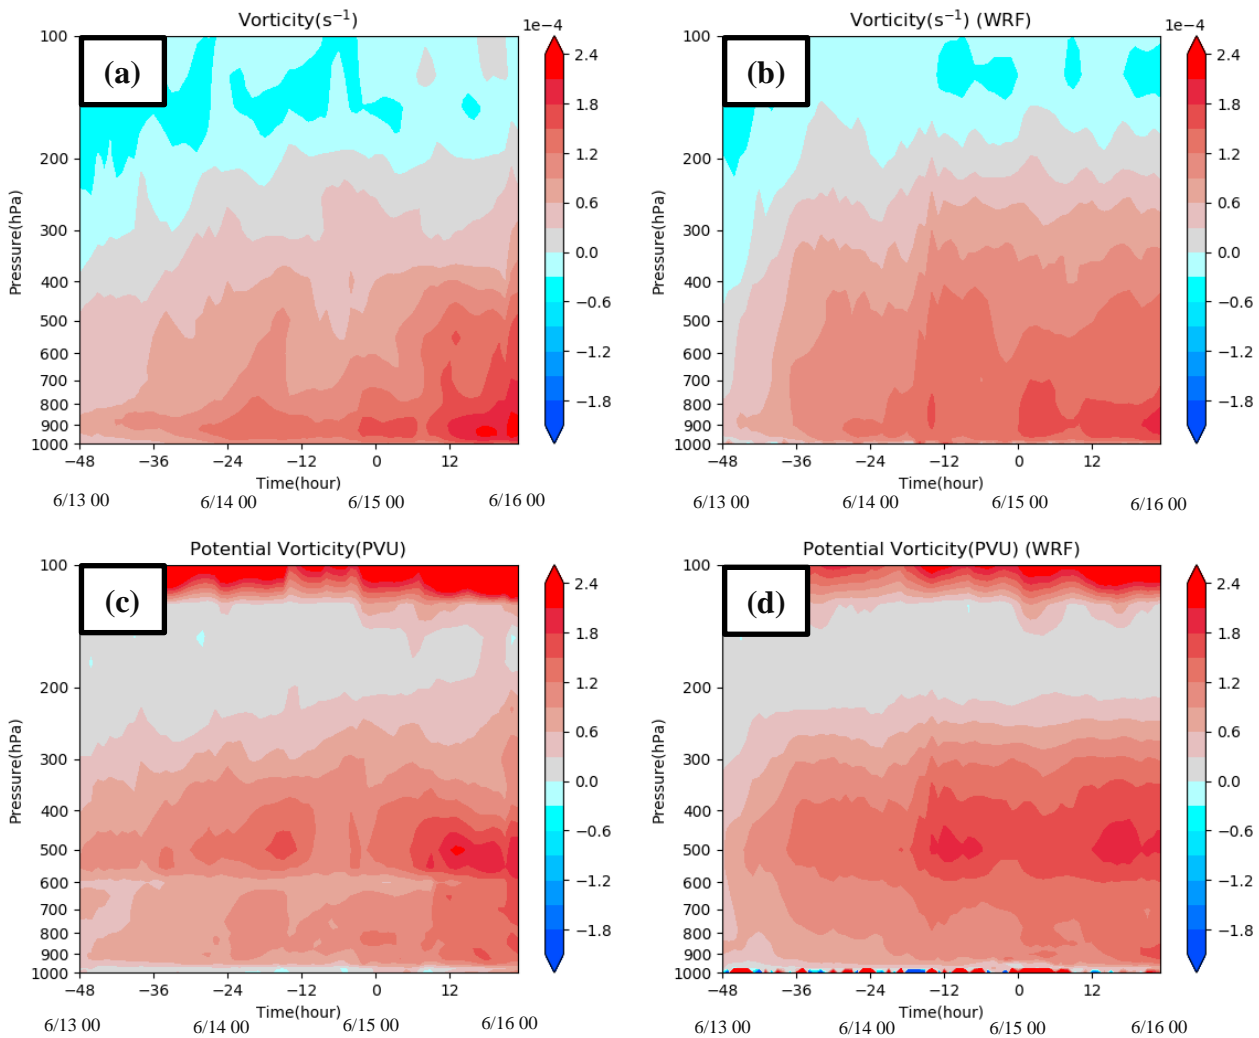 Vorticity(s⁻¹)
1e−4
(a)
100
200
300
400
500
600
700
800
900
1000
Pressure(hPa)
−48 −36 −24 −12 0 12
Time(hour)
6/13 00 6/14 00 6/15 00 6/16 00
2.4
1.8
1.2
0.6
0.0
−0.6
−1.2
−1.8
Vorticity(s⁻¹) (WRF)
1e−4
(b)
100
200
300
400
500
600
700
800
900
1000
Pressure(hPa)
−48 −36 −24 −12 0 12
Time(hour)
6/13 00 6/14 00 6/15 00 6/16 00
2.4
1.8
1.2
0.6
0.0
−0.6
−1.2
−1.8
Potential Vorticity(PVU)
(c)
100
200
300
400
500
600
700
800
900
1000
Pressure(hPa)
−48 −36 −24 −12 0 12
Time(hour)
6/13 00 6/14 00 6/15 00 6/16 00
2.4
1.8
1.2
0.6
0.0
−0.6
−1.2
−1.8
Potential Vorticity(PVU) (WRF)
(d)
100
200
300
400
500
600
700
800
900
1000
Pressure(hPa)
−48 −36 −24 −12 0 12
Time(hour)
6/13 00 6/14 00 6/15 00 6/16 00
2.4
1.8
1.2
0.6
0.0
−0.6
−1.2
−1.8